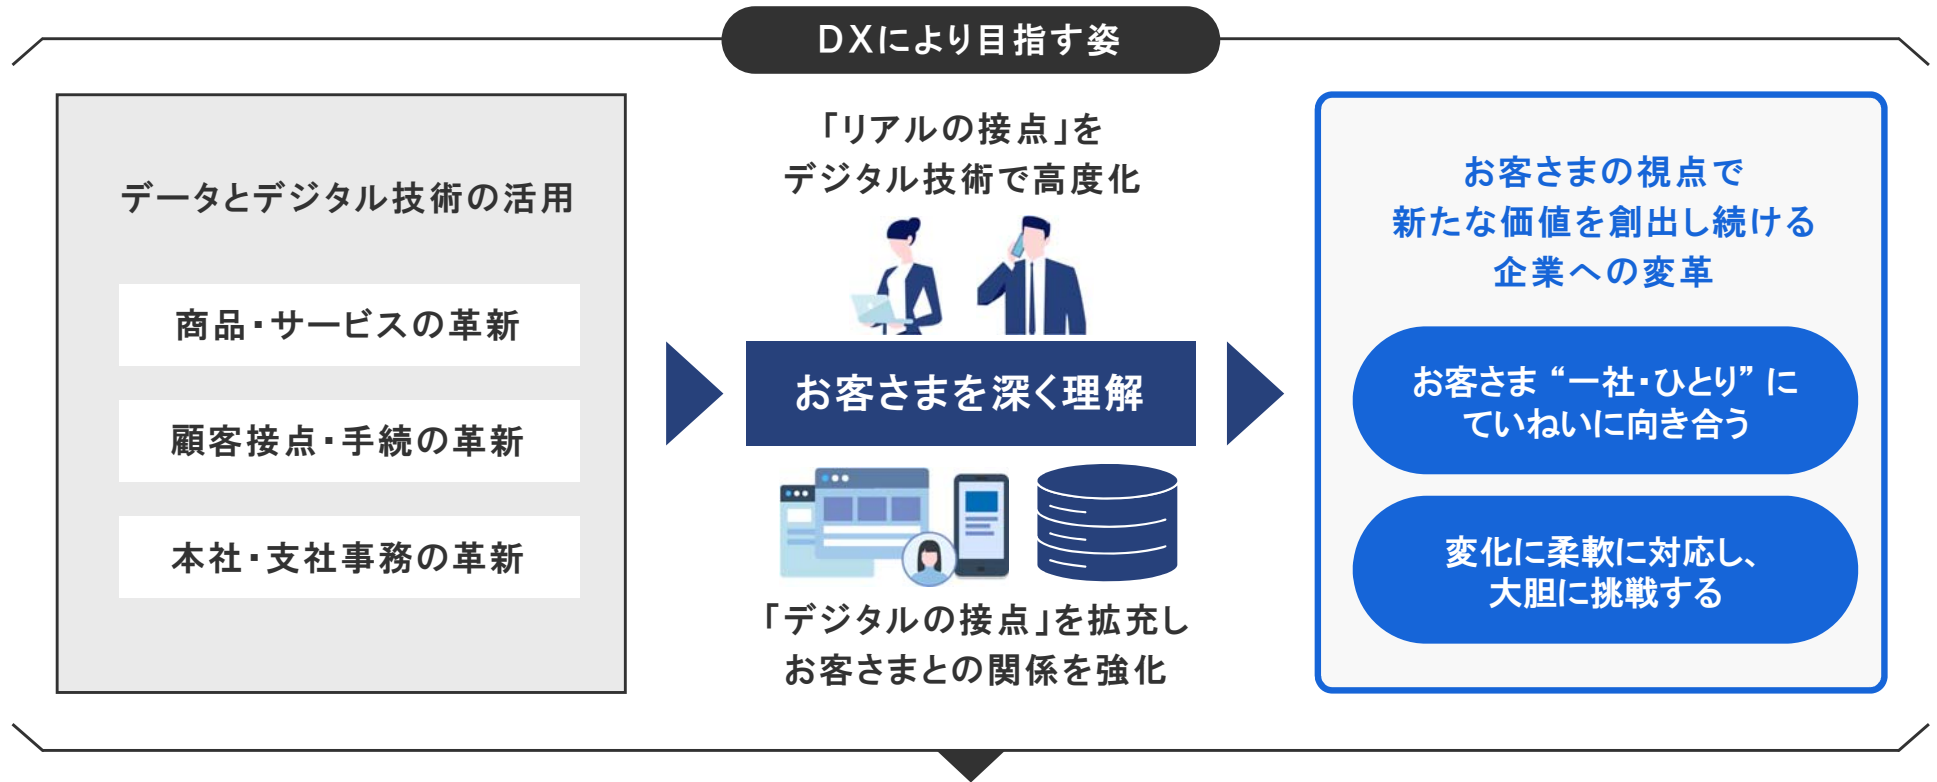 DXにより目指す姿
データとデジタル技術の活用
商品・サービスの革新
顧客接点・手続の革新
本社・支社事務の革新
「リアルの接点」を
デジタル技術で高度化
お客さまを深く理解
「デジタルの接点」を拡充し
お客さまとの関係を強化
お客さまの視点で
新たな価値を創出し続ける
企業への変革
お客さま“一社・ひとり”に
ていねいに向き合う
変化に柔軟に対応し、
大胆に挑戦する